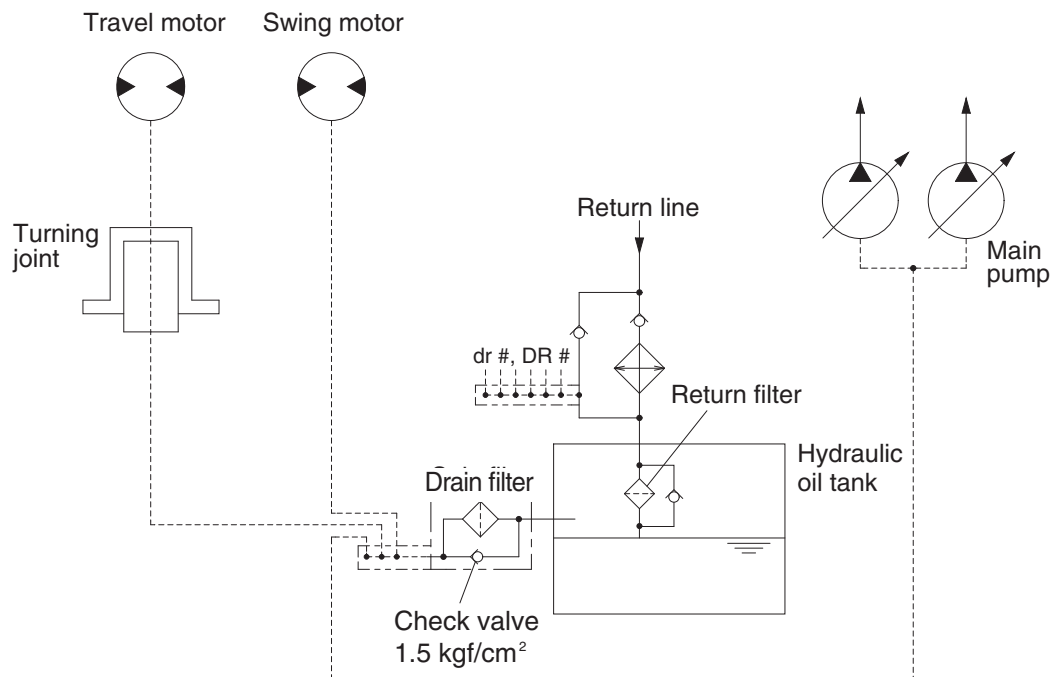 Travel motor
Swing motor
Turning
joint
Return line
Main
pump
dr #, DR #
Return filter
Hydraulic
oil tank
Drain filter
Check valve
1.5 kgf/cm²